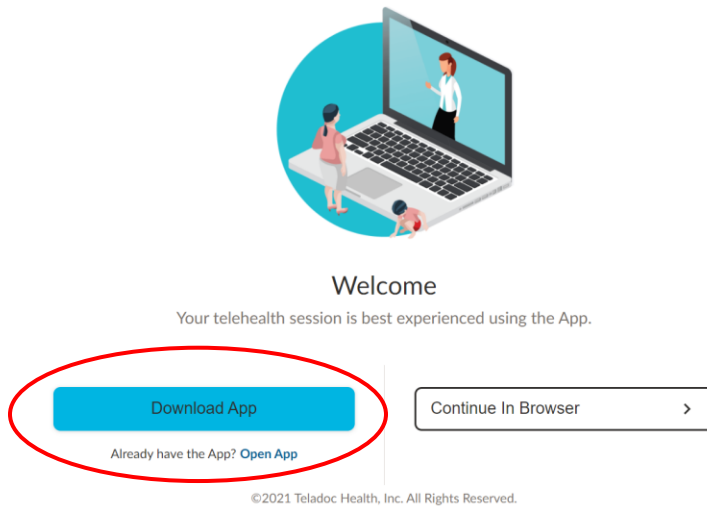 Welcome
Your telehealth session is best experienced using the App.
Download App
Already have the App? Open App
Continue In Browser
©2021 Teladoc Health, Inc. All Rights Reserved.